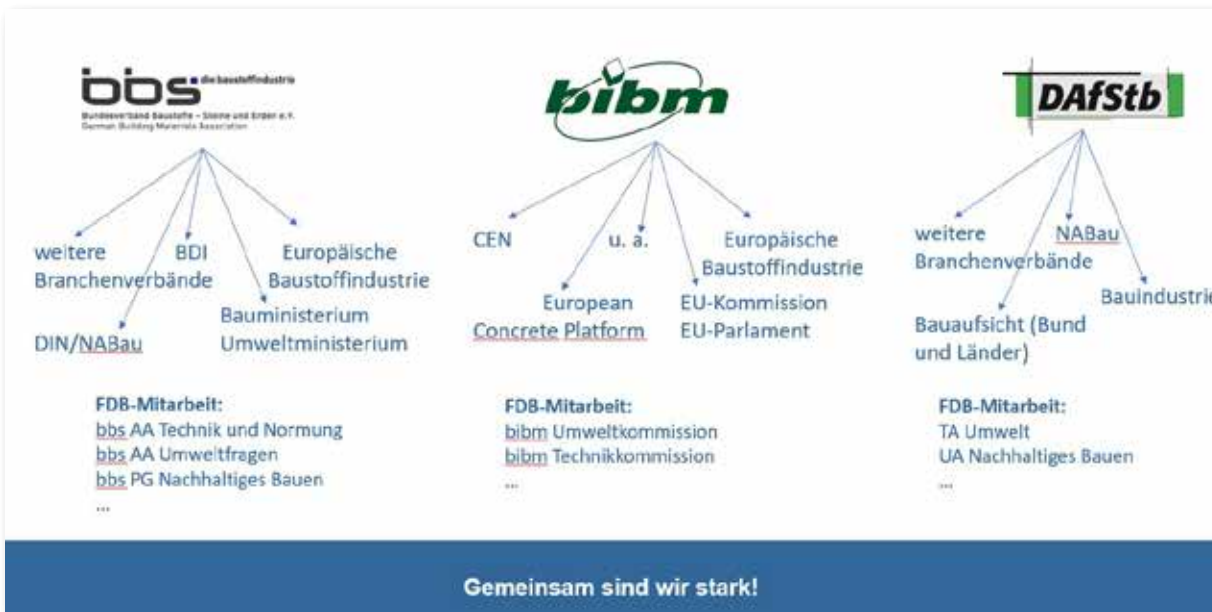 bbs die baustoffindustrie
Bundesverband Baustoffe – Steine und Erden e.V.
German Building Materials Association
weitere
Branchenverbände
BDI
Europäische
Baustoffindustrie
DIN/NABau
Bauministerium
Umweltministerium
FDB-Mitarbeit:
bbs AA Technik und Normung
bbs AA Umweltfragen
bbs PG Nachhaltiges Bauen
...
bibm
CEN
u. a.
Europäische
Baustoffindustrie
European
Concrete Platform
EU-Kommission
EU-Parlament
FDB-Mitarbeit:
bibm Umweltkommission
bibm Technikkommission
...
DAfStb
weitere
Branchenverbände
NABau
Bauindustrie
Bauaufsicht (Bund
und Länder)
FDB-Mitarbeit:
TA Umwelt
UA Nachhaltiges Bauen
...
Gemeinsam sind wir stark!